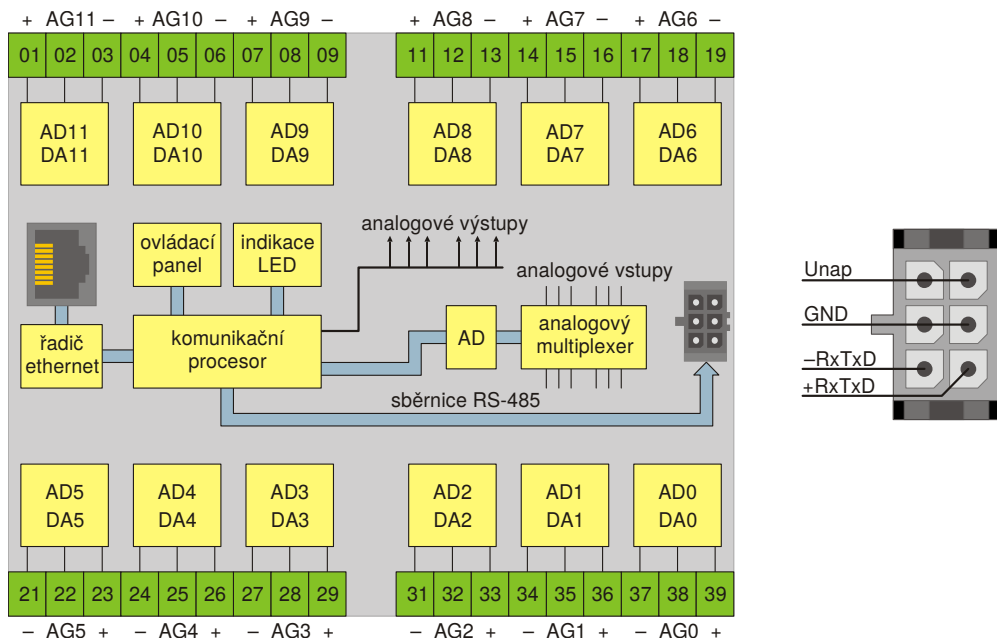 + AG11 – + AG10 – + AG9 – + AG8 – + AG7 – + AG6 –
01 02 03 04 05 06 07 08 09 11 12 13 14 15 16 17 18 19
AD11 AD10 AD9 AD8 AD7 AD6
DA11 DA10 DA9 DA8 DA7 DA6
ovládací
panel
indikace
LED
analogové výstupy
analogové vstupy
řadič
ethernet
komunikační
procesor
AD
analogový
multiplexer
sběrnice RS-485
Unap
GND
–RxTxD
+RxTxD
AD5 AD4 AD3 AD2 AD1 AD0
DA5 DA4 DA3 DA2 DA1 DA0
21 22 23 24 25 26 27 28 29 31 32 33 34 35 36 37 38 39
– AG5 + – AG4 + – AG3 + – AG2 + – AG1 + – AG0 +